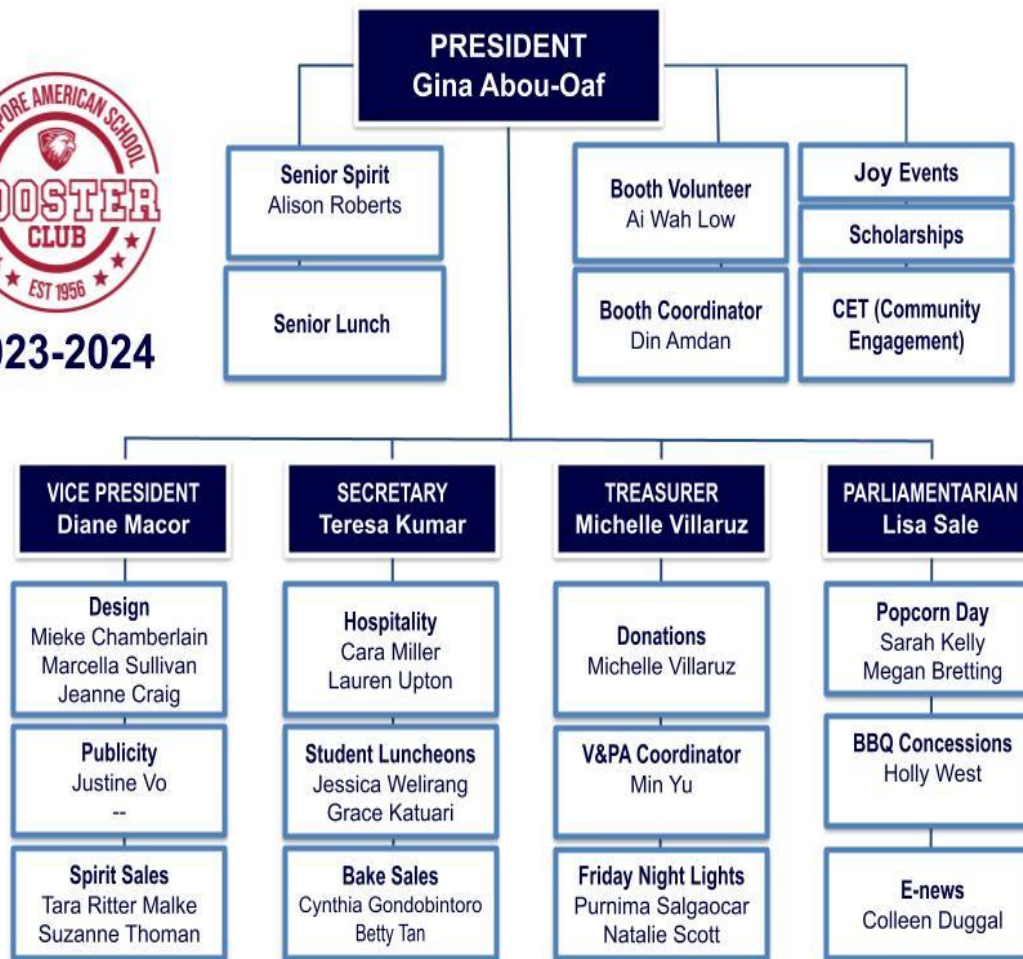 PRESIDENT
Gina Abou-Oaf
PORE AMERICAN SCHOOL
OOSTER
CLUB
EST 1956
023-2024
Senior Spirit
Alison Roberts
Senior Lunch
Booth Volunteer
Ai Wah Low
Booth Coordinator
Din Amdan
Joy Events
Scholarships
CET (Community
Engagement)
VICE PRESIDENT
Diane Macor
Design
Mieke Chamberlain
Marcella Sullivan
Jeanne Craig
Publicity
Justine Vo
--
Spirit Sales
Tara Ritter Malke
Suzanne Thoman
SECRETARY
Teresa Kumar
Hospitality
Cara Miller
Lauren Upton
Student Luncheons
Jessica Welirang
Grace Katuari
Bake Sales
Cynthia Gondobintoro
Betty Tan
TREASURER
Michelle Villaruz
Donations
Michelle Villaruz
V&PA Coordinator
Min Yu
Friday Night Lights
Purnima Salgaocar
Natalie Scott
PARLIAMENTARIAN
Lisa Sale
Popcorn Day
Sarah Kelly
Megan Bretting
BBQ Concessions
Holly West
E-news
Colleen Duggal